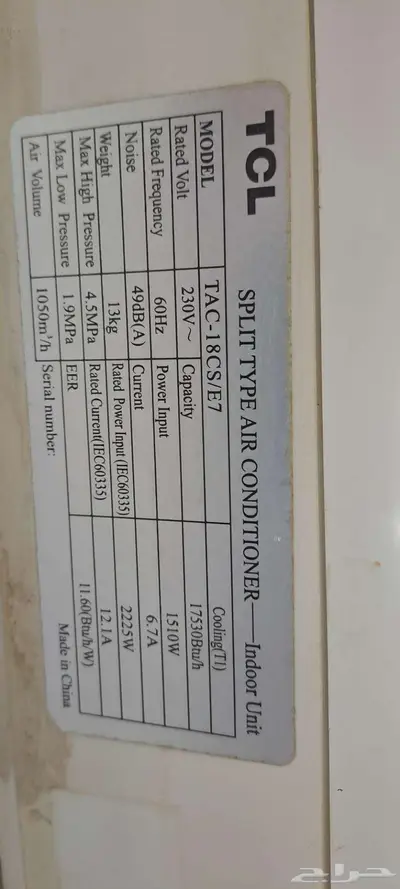 TCL
SPLIT TYPE AIR CONDITIONER——Indoor Unit
MODEL TAC-18CS/E7 Cooling(T1)
Rated Volt 230V～ Capacity 17530Btu/h
Rated Frequency 60Hz Power Input 1510W
Noise 49dB(A) Current 6.7A
Weight 13kg Rated Power Input (IEC60335) 2225W
Max High Pressure 4.5MPa Rated Current(IEC60335) 12.1A
Max Low Pressure 1.9MPa EER 11.60(Btu/h/W)
Air Volume 1050m³/h Serial number: Made in China
حراج